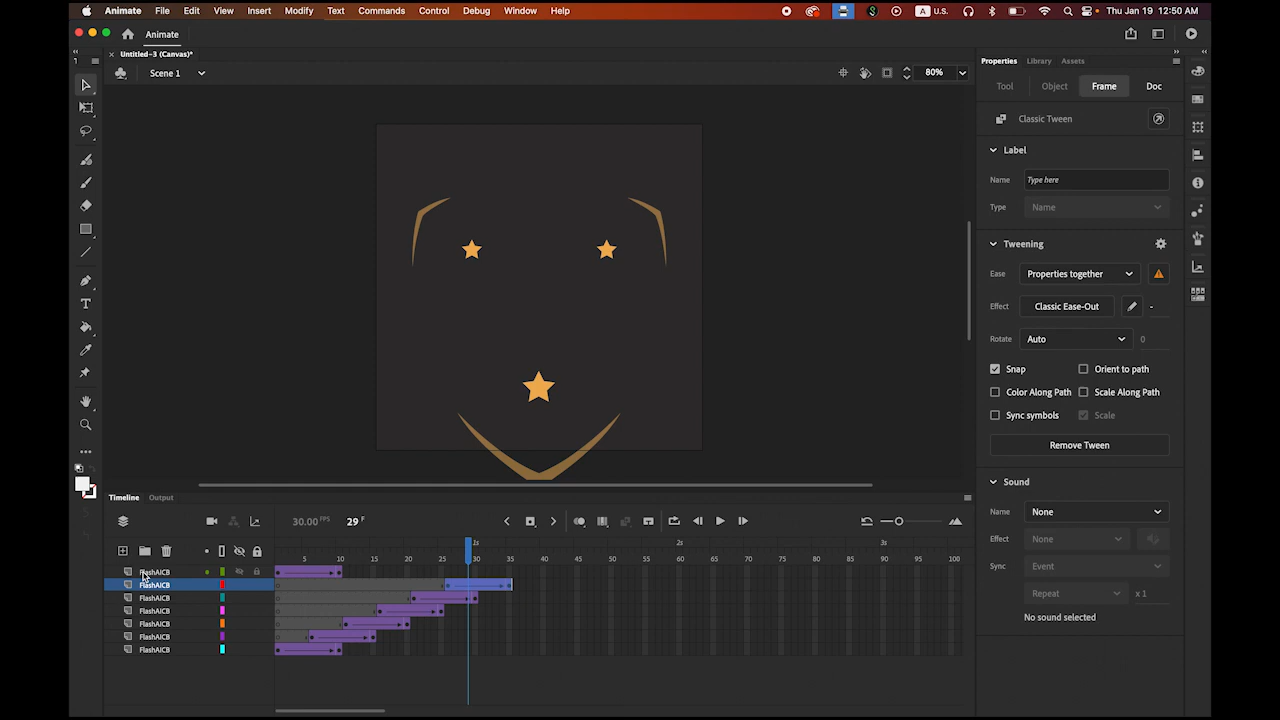 Animate File Edit View Insert Modify Text Commands Control Debug Window Help A U.S. Thu Jan 19 12:50 AM
Animate
× Untitled-3 (Canvas)*
Scene 1 80%
Properties Library Assets
Tool Object Frame Doc
Classic Tween
Label
Name Type here
Type Name
Tweening
Ease Properties together
Effect Classic Ease-Out -
Rotate Auto 0
Snap Orient to path
Color Along Path Scale Along Path
Sync symbols Scale
Remove Tween
Sound
Name None
Effect None
Sync Event
Repeat x 1
No sound selected
Timeline Output
30.00 FPS 29 F
1s 2s 3s
5 10 15 20 25 30 35 40 45 50 55 60 65 70 75 80 85 90 95 100
FlashAICB
FlashAICB
FlashAICB
FlashAICB
FlashAICB
FlashAICB
FlashAICB